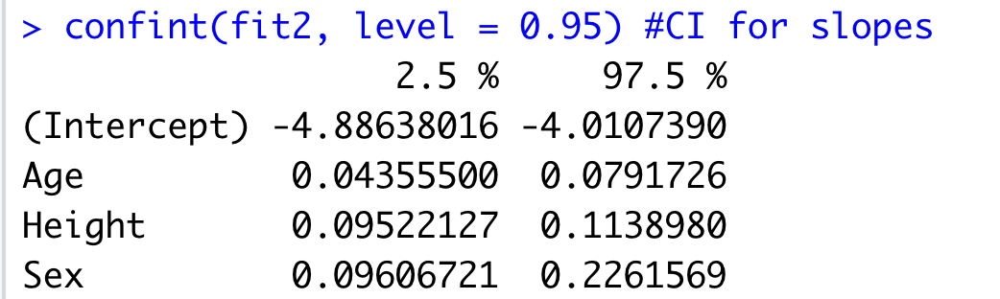 > confint(fit2, level = 0.95) #CI for slopes
2.5 % 97.5 %
(Intercept) -4.88638016 -4.0107390
Age 0.04355500 0.0791726
Height 0.09522127 0.1138980
Sex 0.09606721 0.2261569